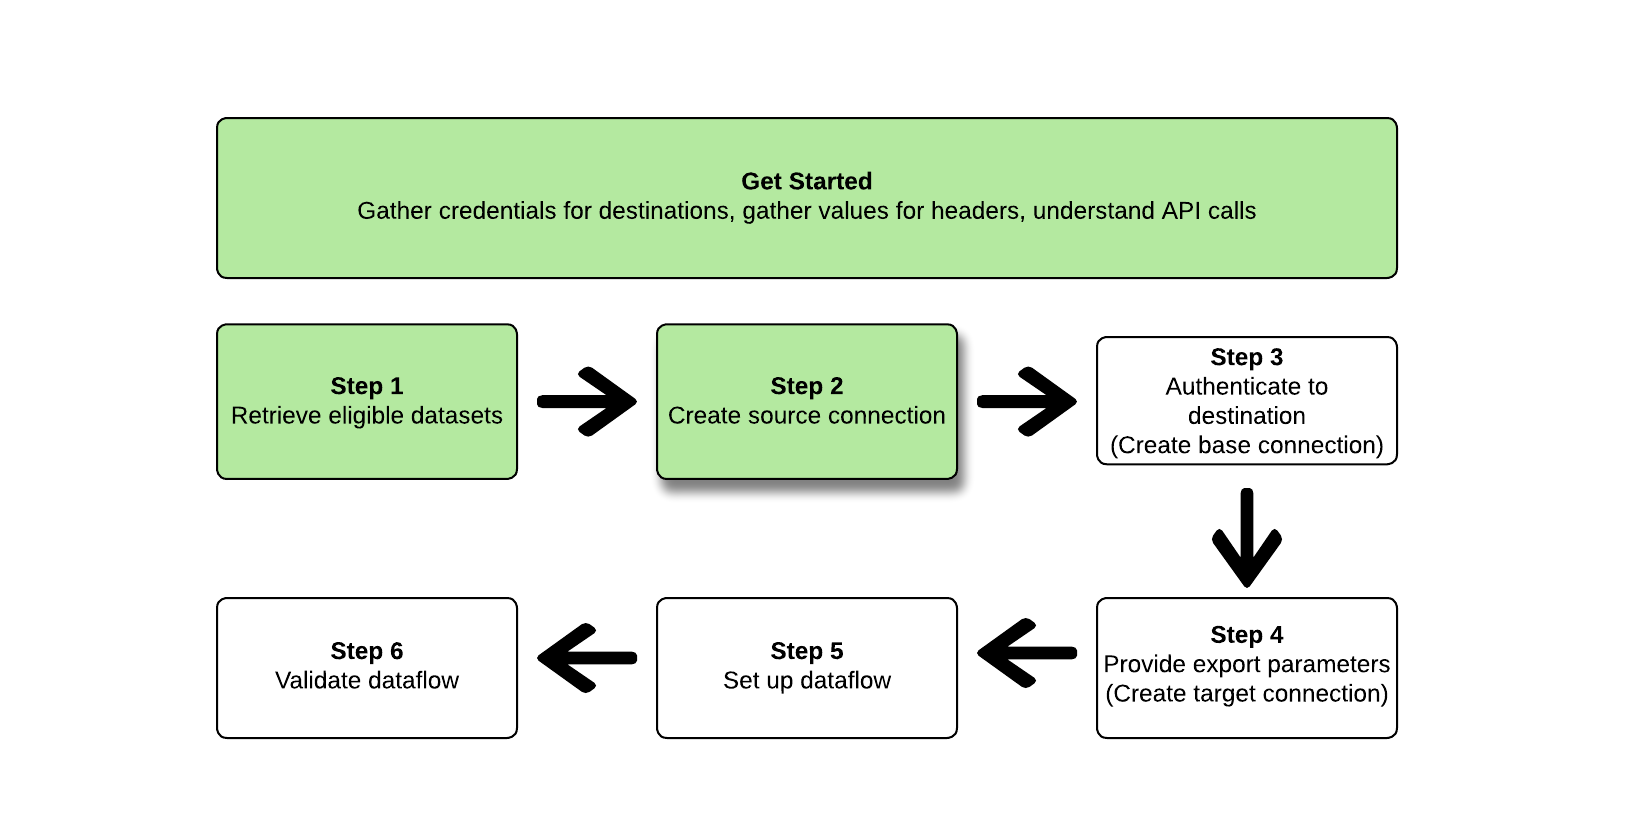 Get Started
Gather credentials for destinations, gather values for headers, understand API calls
Step 1
Retrieve eligible datasets
Step 2
Create source connection
Step 3
Authenticate to
destination
(Create base connection)
Step 4
Provide export parameters
(Create target connection)
Step 5
Set up dataflow
Step 6
Validate dataflow